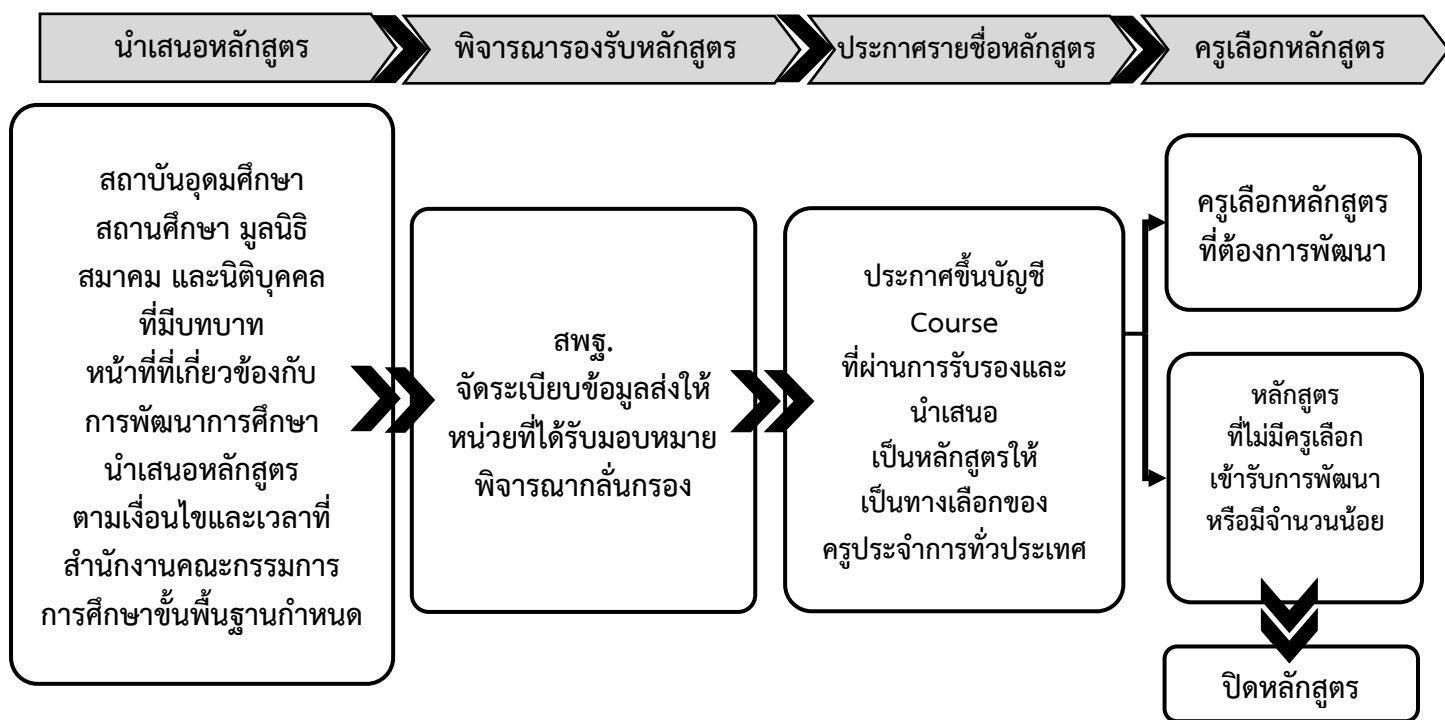 นำเสนอหลักสูตร
พิจารณารองรับหลักสูตร
ประกาศรายชื่อหลักสูตร
ครูเลือกหลักสูตร
สถาบันอุดมศึกษา
สถานศึกษา มูลนิธิ
สมาคม และนิติบุคคล
ที่มีบทบาท
หน้าที่ที่เกี่ยวข้องกับ
การพัฒนาการศึกษา
นำเสนอหลักสูตร
ตามเงื่อนไขและเวลาที่
สำนักงานคณะกรรมการ
การศึกษาขั้นพื้นฐานกำหนด
สพฐ.
จัดระเบียบข้อมูลส่งให้
หน่วยที่ได้รับมอบหมาย
พิจารณากลั่นกรอง
ประกาศขึ้นบัญชี
Course
ที่ผ่านการรับรองและ
นำเสนอ
เป็นหลักสูตรให้
เป็นทางเลือกของ
ครูประจำการทั่วประเทศ
ครูเลือกหลักสูตร
ที่ต้องการพัฒนา
หลักสูตร
ที่ไม่มีครูเลือก
เข้ารับการพัฒนา
หรือมีจำนวนน้อย
ปิดหลักสูตร